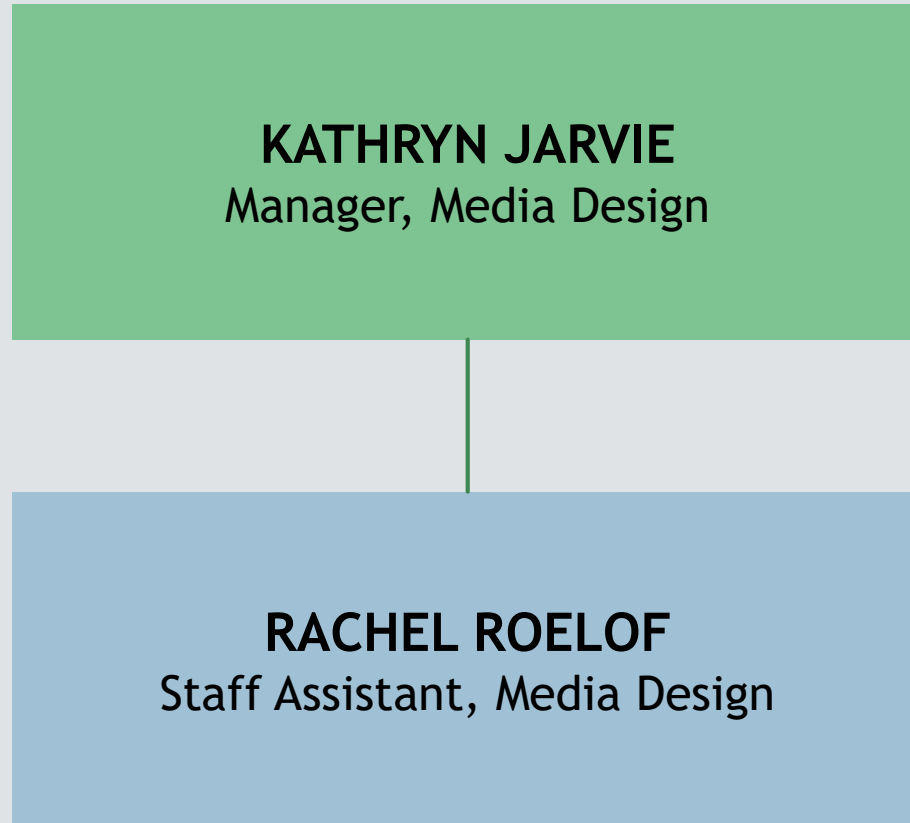 KATHRYN JARVIE
Manager, Media Design
RACHEL ROELOF
Staff Assistant, Media Design